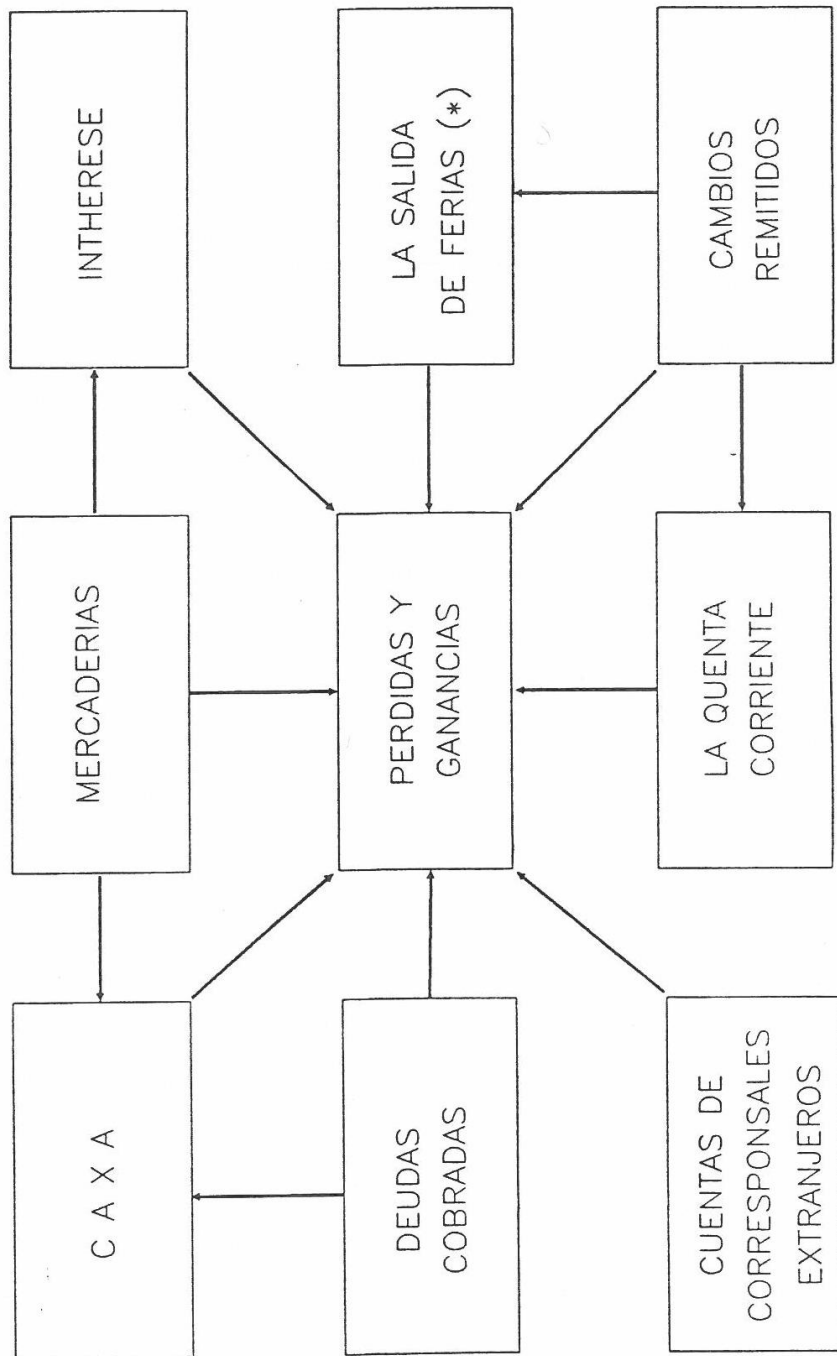 C A X A
MERCADERIAS
INTHERESE
DEUDAS
COBRADAS
PERDIDAS Y
GANANCIAS
LA SALIDA
DE FERIAS (*)
CUENTAS DE
CORRESPONSALES
EXTRANJEROS
LA QUENTA
CORRIENTE
CAMBIOS
REMITIDOS